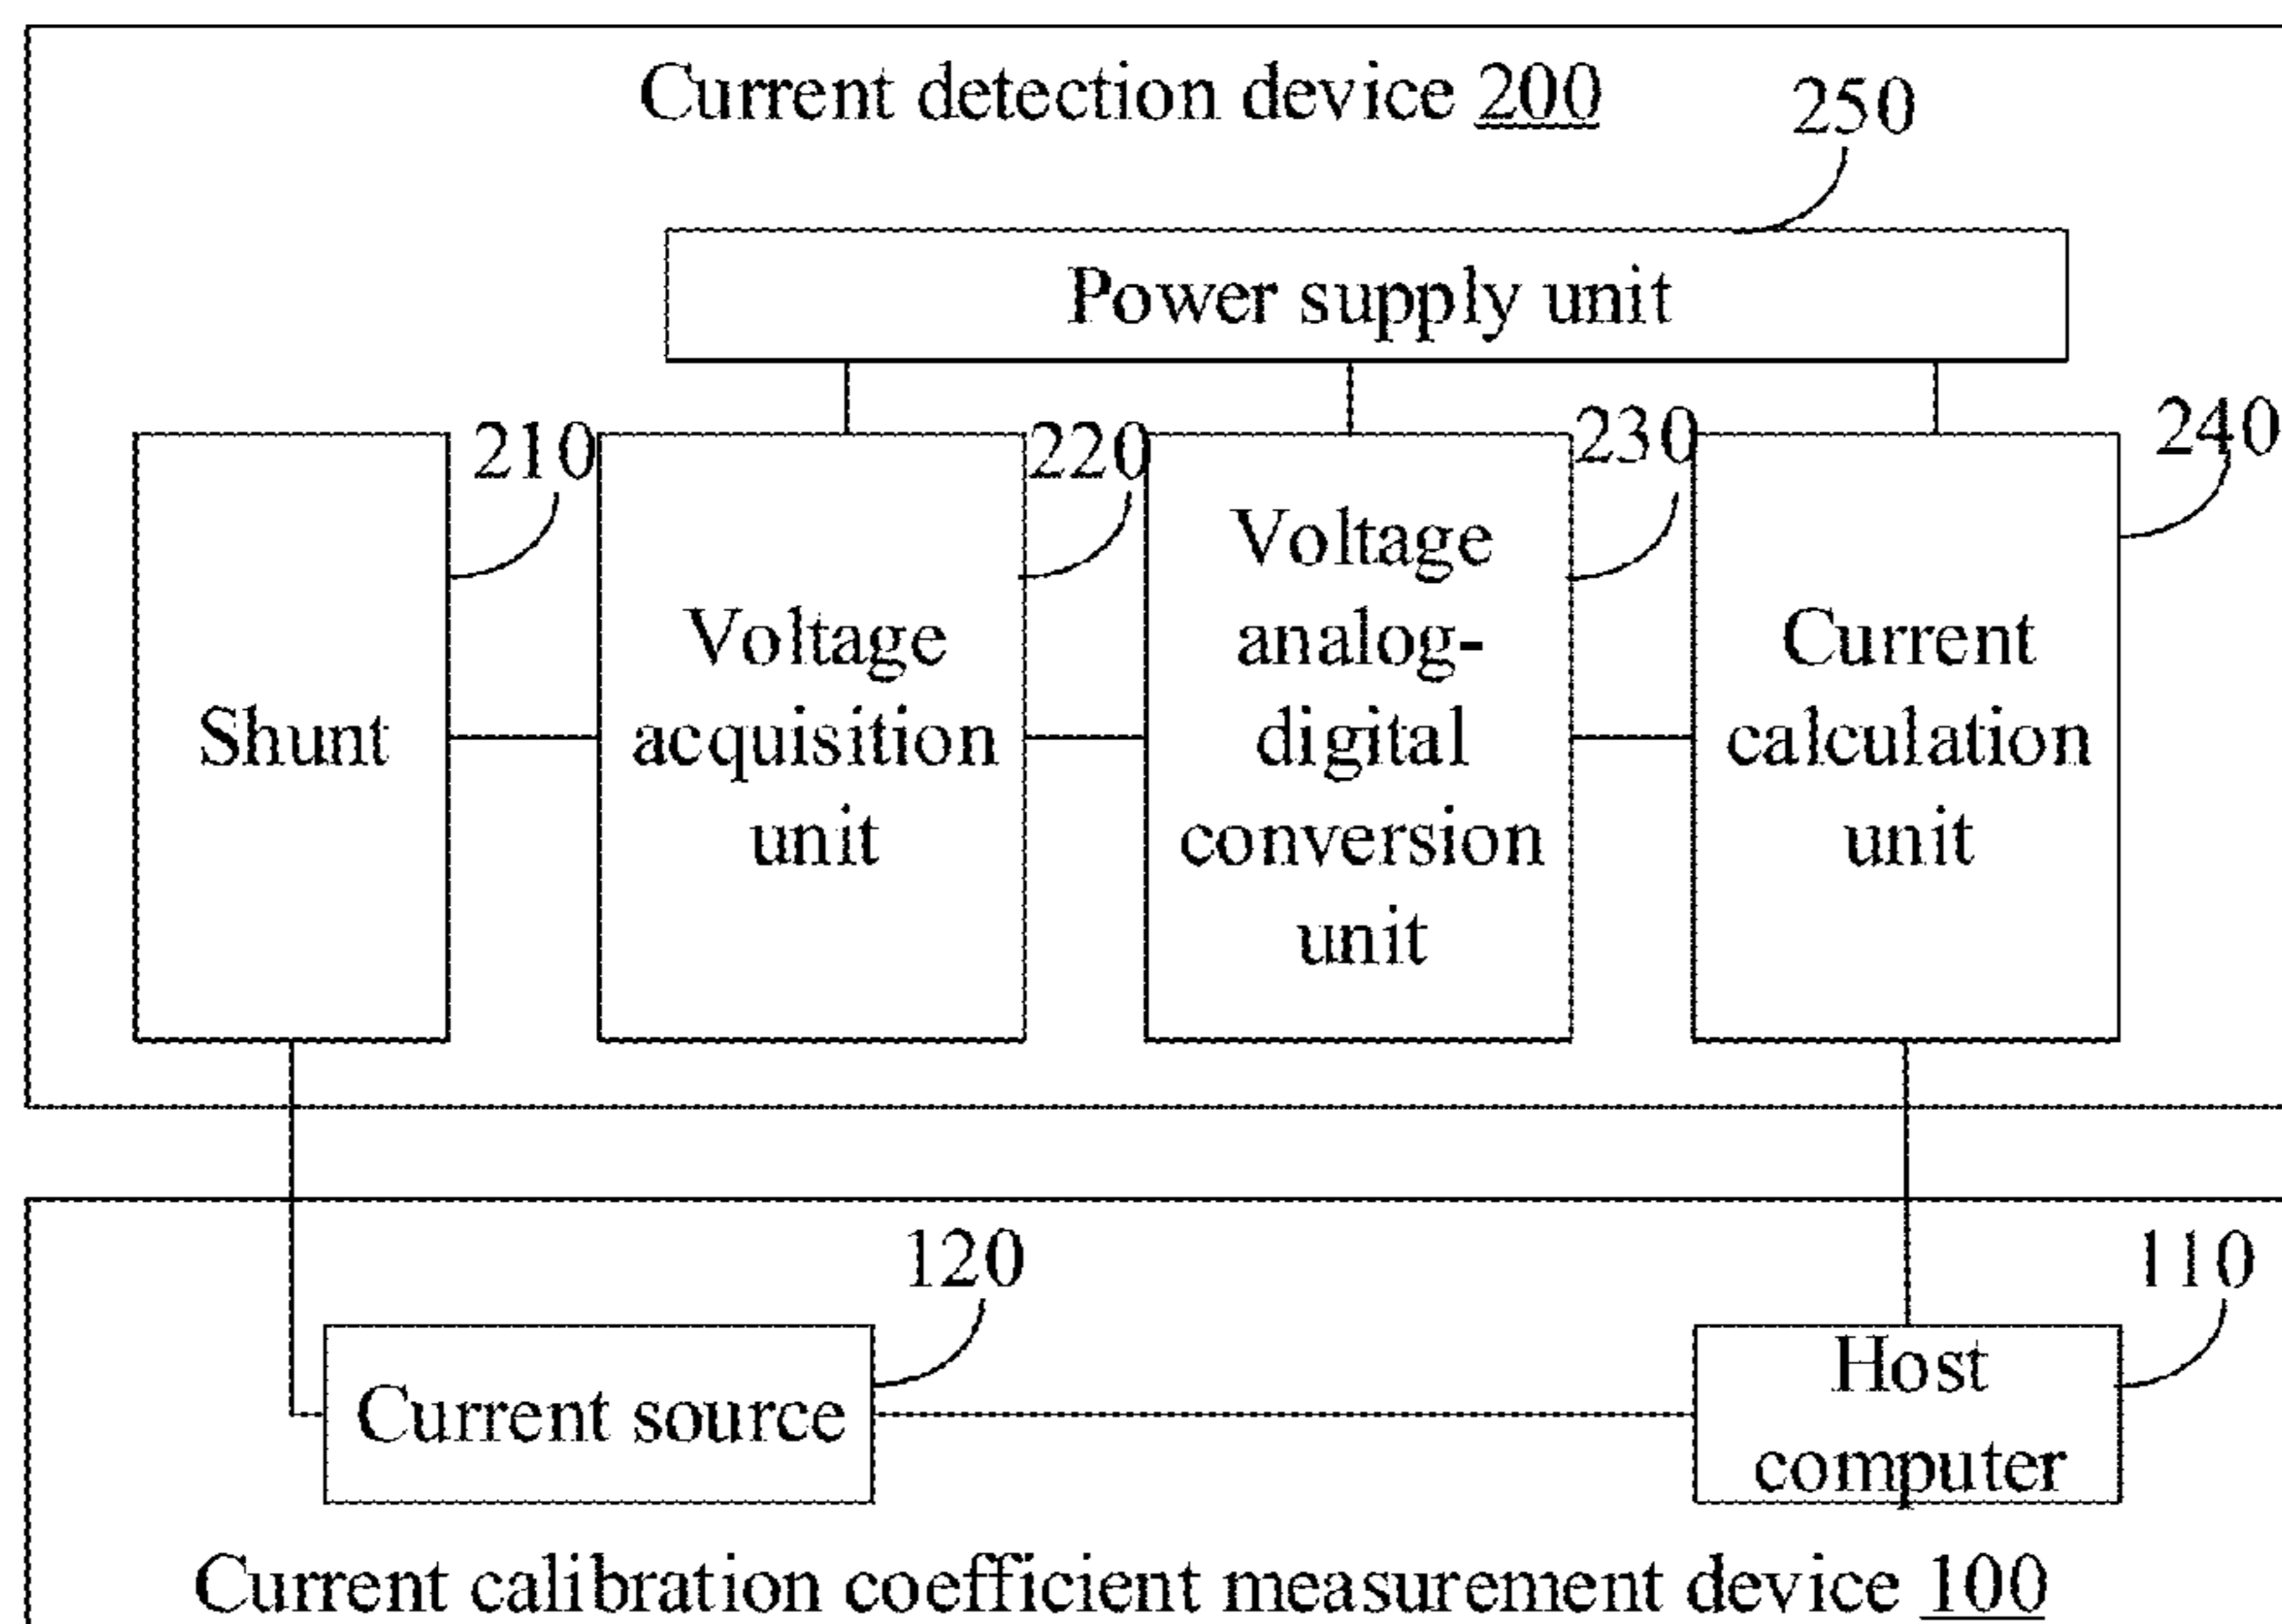 Current detection device 200
250
Power supply unit
210
220
230
240
Shunt
Voltage
acquisition
unit
Voltage
analog-
digital
conversion
unit
Current
calculation
unit
120
110
Current source
Host
computer
Current calibration coefficient measurement device 100